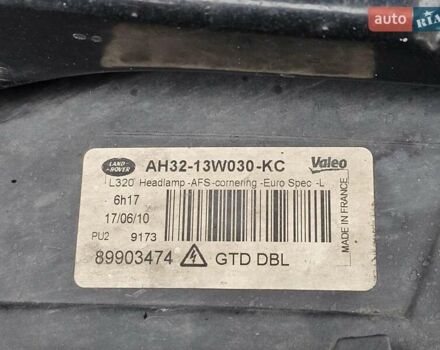 auto RIA
LAND ROVER
AH32-13W030-KC
Valeo
L320 Headlamp -AFS-cornering -Euro Spec -L
6h17
17/06/10
PU2 9173
89903474 GTD DBL
MADE IN FRANCE